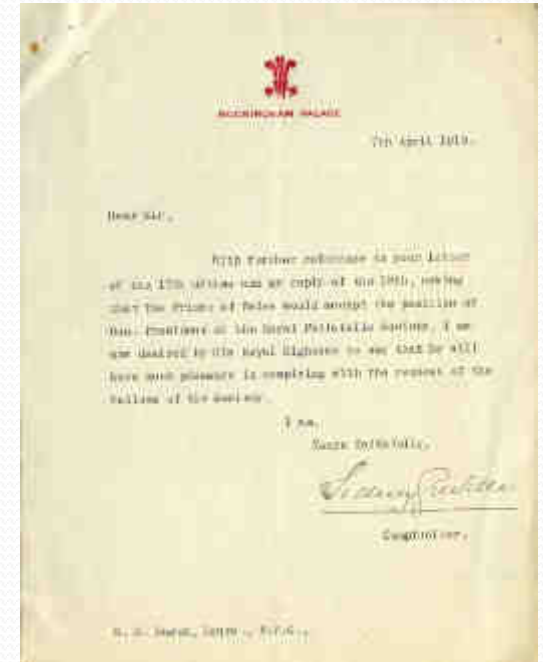 BUCKINGHAM PALACE
7th April 1919.
Dear Sir,
With further reference to your letter
of the 17th ultimo and my reply of the 19th, asking
that the Prince of Wales would accept the position of
Hon. President of the Royal Philatelic Society, I am
now desired by His Royal Highness to say that he will
have much pleasure in complying with the request of the
Fellows of the Society.
I am,
Yours faithfully,
Comptroller.